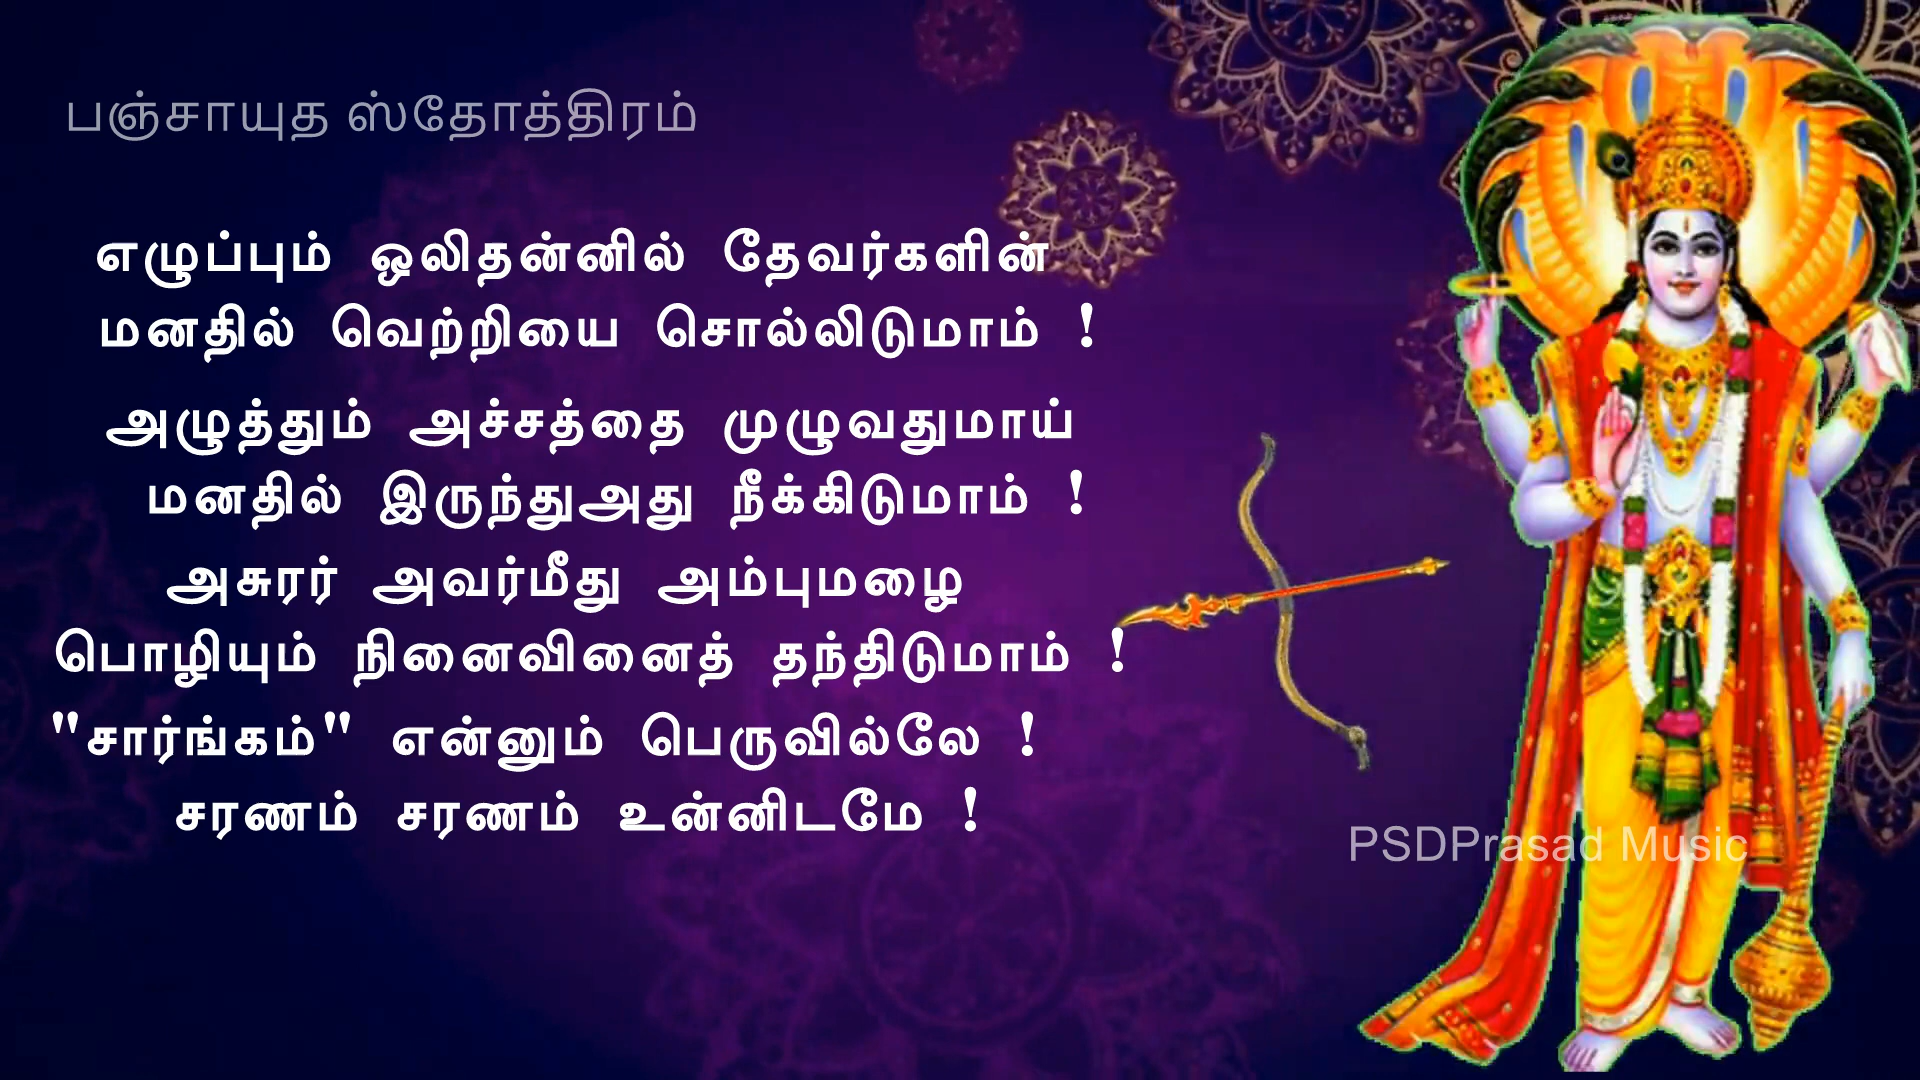 பஞ்சாயுத ஸ்தோத்திரம்
எழுப்பும் ஒலிதன்னில் தேவர்களின்
மனதில் வெற்றியை சொல்லிடுமாம் !
அழுத்தும் அச்சத்தை முழுவதுமாய்
மனதில் இருந்துஅது நீக்கிடுமாம் !
அசுரர் அவர்மீது அம்புமழை
பொழியும் நினைவினைத் தந்திடுமாம் !
"சார்ங்கம்" என்னும் பெருவில்லே !
சரணம் சரணம் உன்னிடமே !
PSDPrasad Music